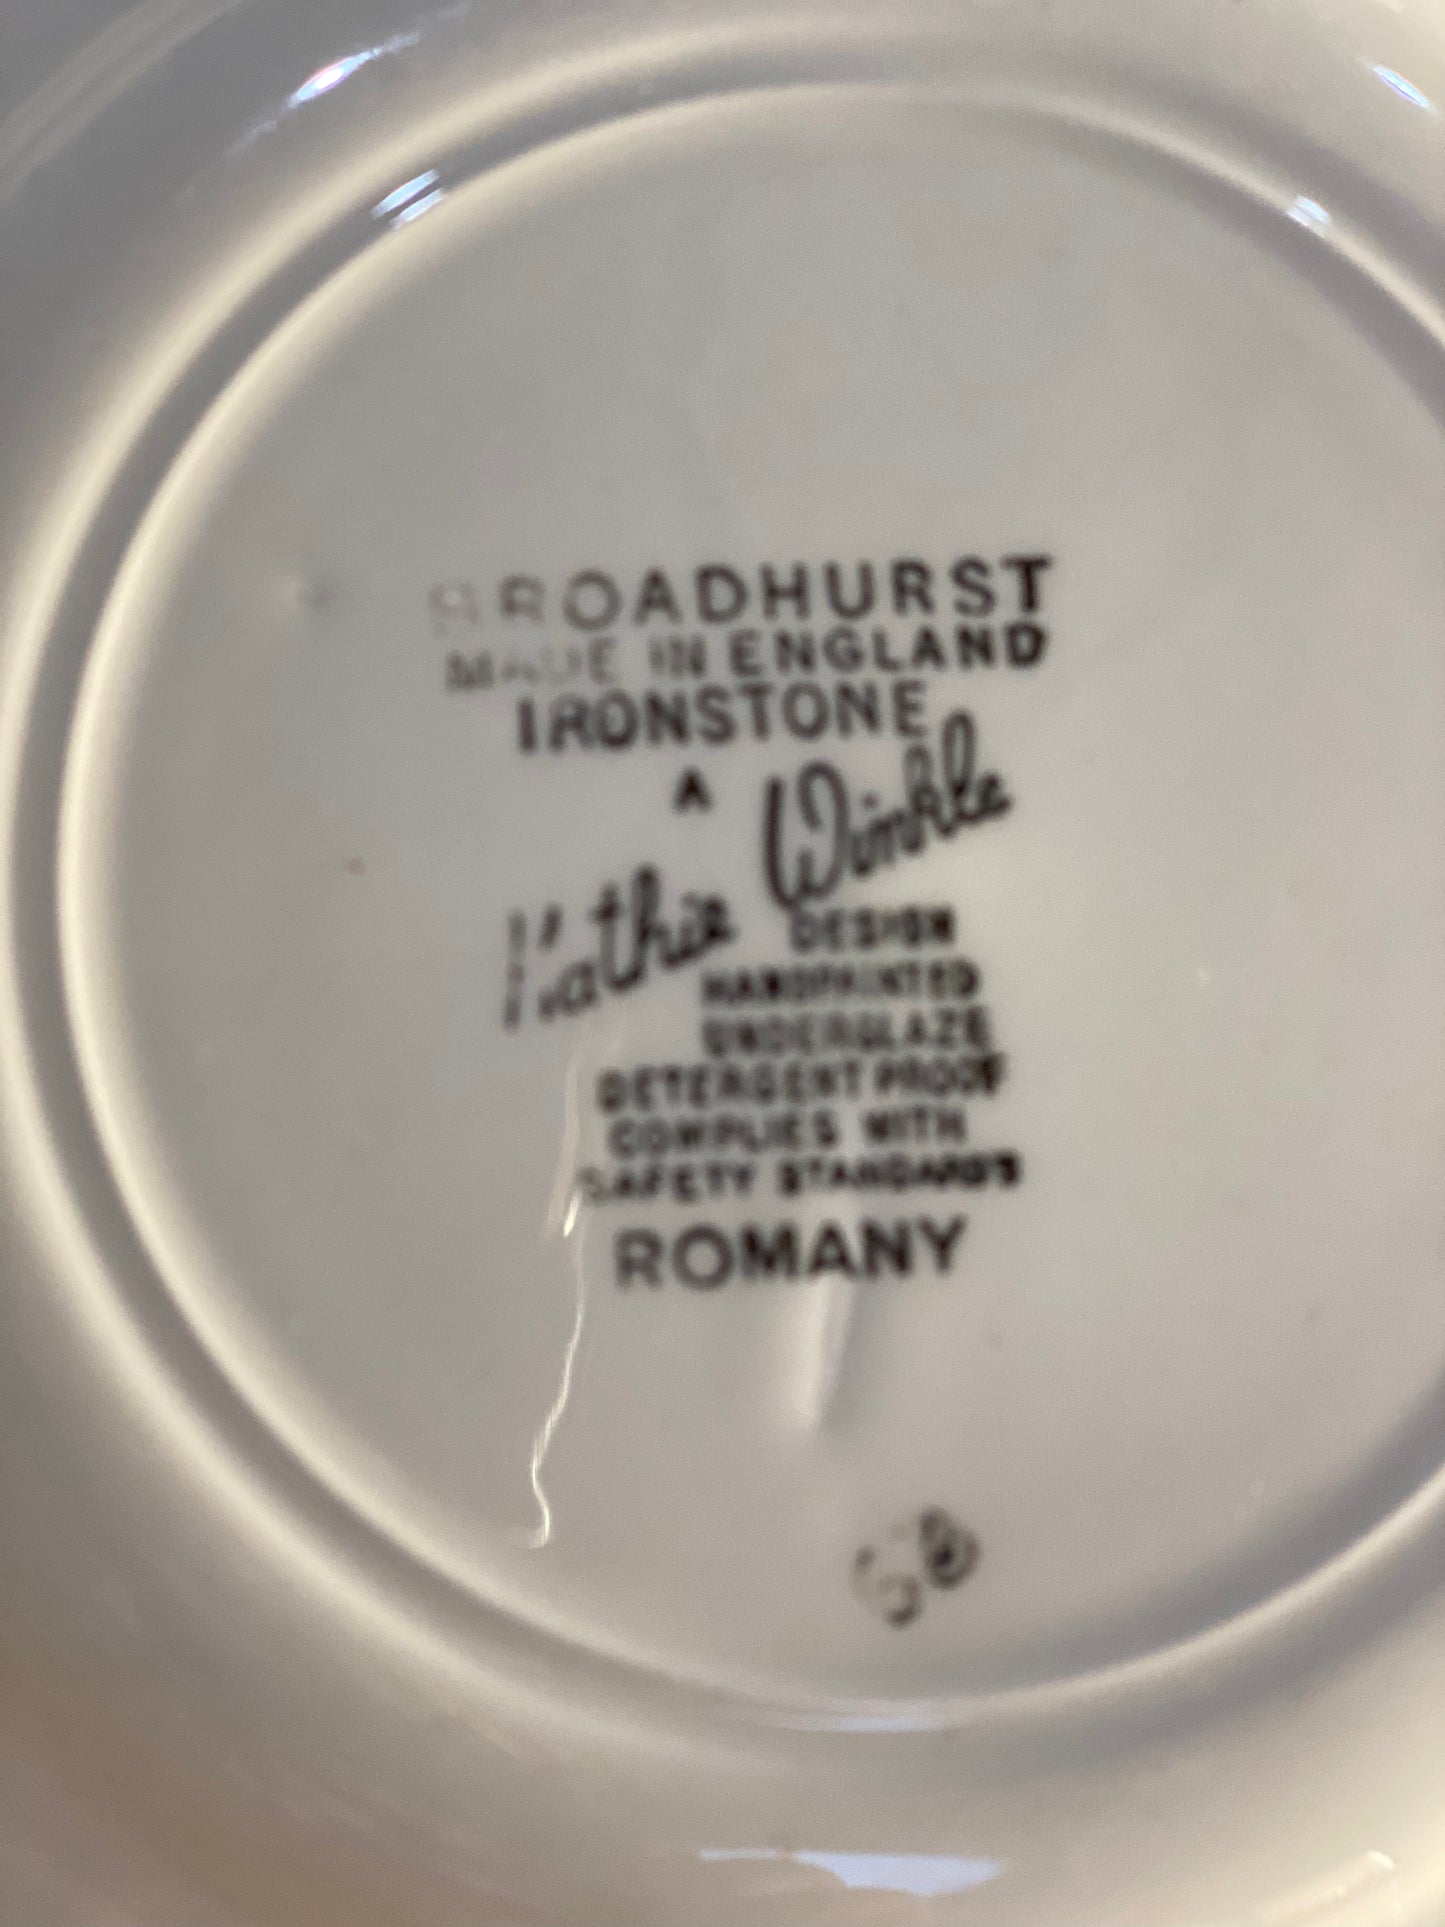 BROADHURST
MADE IN ENGLAND
IRONSTONE
A
Kathie Winkle
DESIGN
HANDPAINTED
UNDERGLAZE
DETERGENT PROOF
COMPLIES WITH
SAFETY STANDARDS
ROMANY